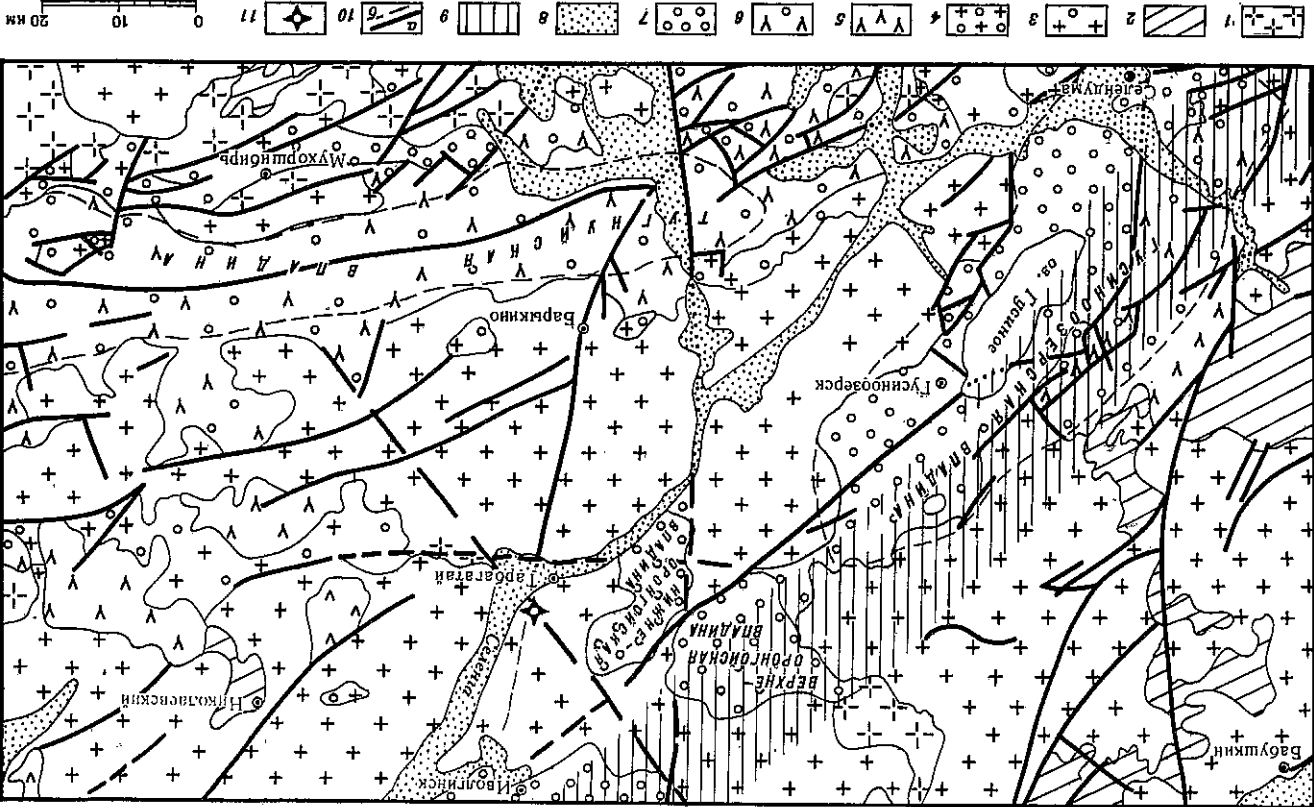 Иволгинск
Бабушкин
Николаевский
Селенга
ВЕРХНЕ-
ОРОНГОЙСКАЯ
ВПАДИНА
НИЖНЕ-
ОРОНГОЙСКАЯ
ВПАДИНА
Тарбагатай
ГУСИНООЗЕРСКАЯ ВПАДИНА
Гусиноозерск
оз. Гусиное
Барыкино
ТУГНУЙСКАЯ ВПАДИНА
Мухоршибирь
Селендума
1 2 3 4 5 6 7 8 9 а б 10 11 0 10 20 км